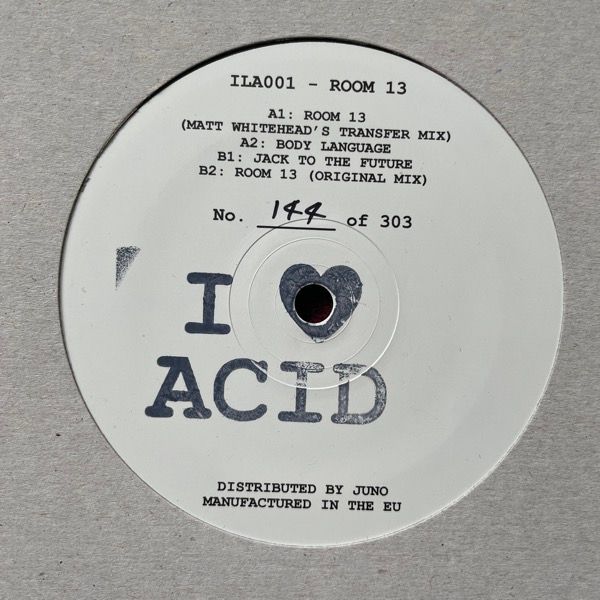 ILA001 - ROOM 13
A1: ROOM 13
(MATT WHITEHEAD'S TRANSFER MIX)
A2: BODY LANGUAGE
B1: JACK TO THE FUTURE
B2: ROOM 13 (ORIGINAL MIX)
No. 144 of 303
I ♥
ACID
DISTRIBUTED BY JUNO
MANUFACTURED IN THE EU